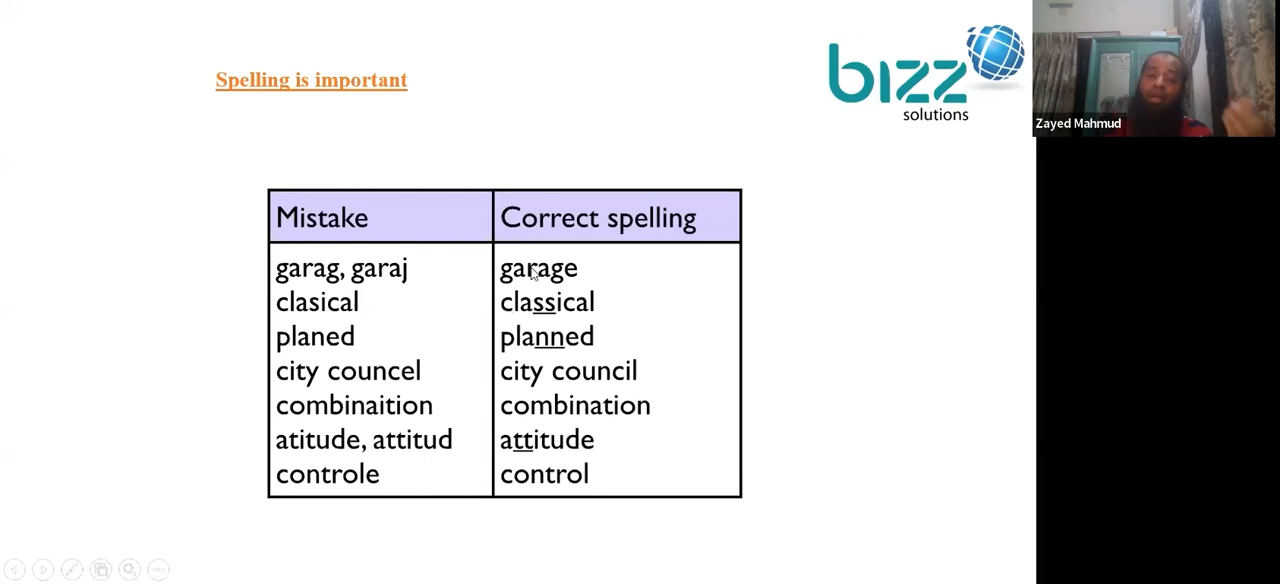 Spelling is important
bizz
solutions
Zayed Mahmud
Mistake
Correct spelling
garag, garaj
garage
clasical
classical
planed
planned
city councel
city council
combinaition
combination
atitude, attitud
attitude
controle
control